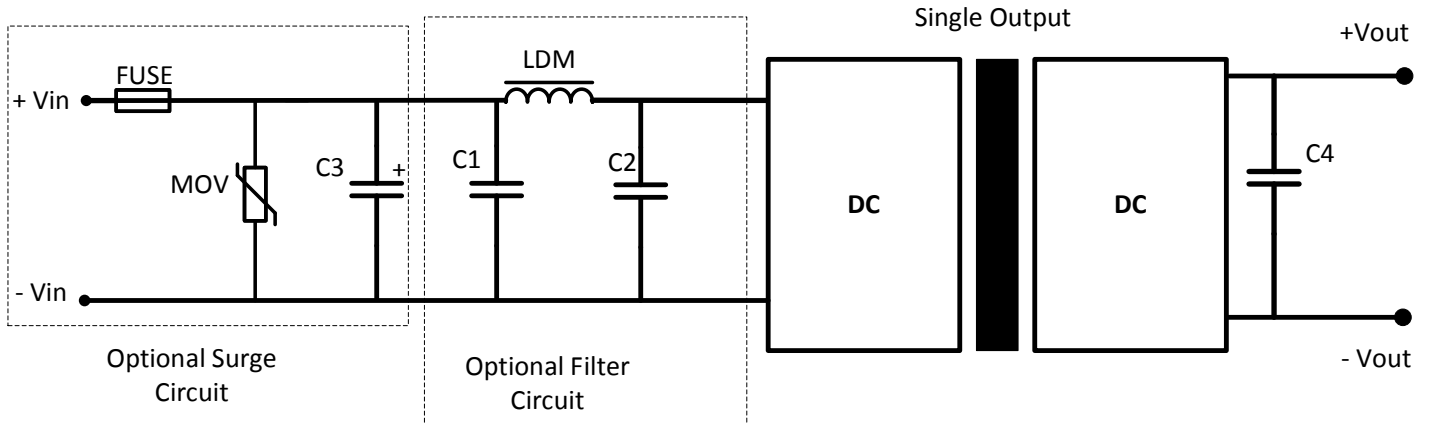 Single Output
+Vout
FUSE
LDM
+ Vin
MOV
C3
+
C1
C2
DC
DC
C4
- Vin
- Vout
Optional Surge
Circuit
Optional Filter
Circuit